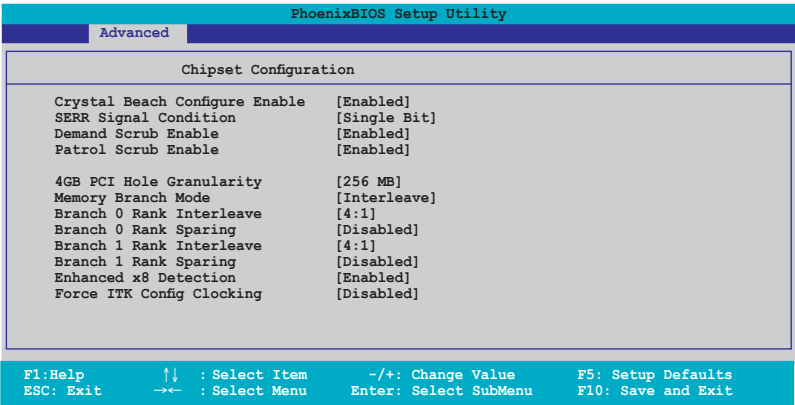 PhoenixBIOS Setup Utility
Advanced
Chipset Configuration
Crystal Beach Configure Enable [Enabled]
SERR Signal Condition [Single Bit]
Demand Scrub Enable [Enabled]
Patrol Scrub Enable [Enabled]
4GB PCI Hole Granularity [256 MB]
Memory Branch Mode [Interleave]
Branch 0 Rank Interleave [4:1]
Branch 0 Rank Sparing [Disabled]
Branch 1 Rank Interleave [4:1]
Branch 1 Rank Sparing [Disabled]
Enhanced x8 Detection [Enabled]
Force ITK Config Clocking [Disabled]
F1:Help ↑↓ : Select Item -/+: Change Value F5: Setup Defaults
ESC: Exit →← : Select Menu Enter: Select SubMenu F10: Save and Exit